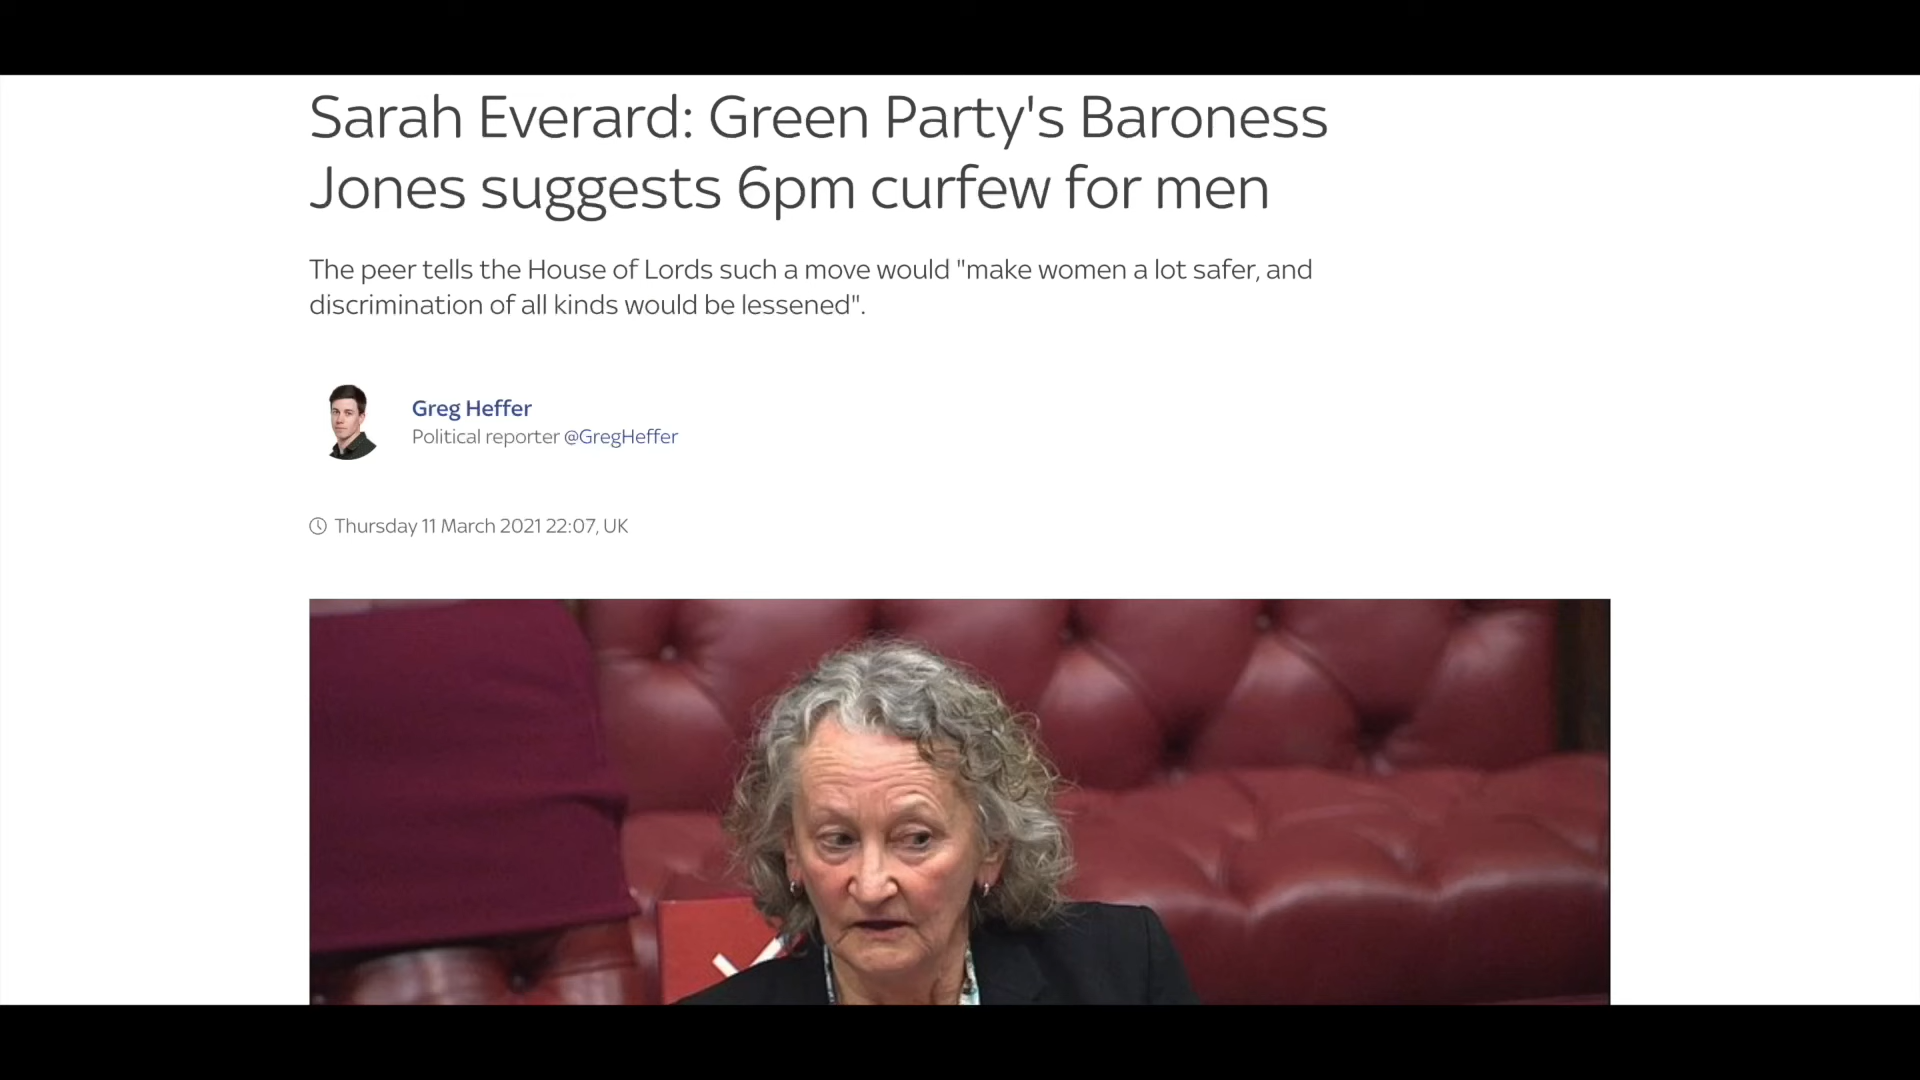 Sarah Everard: Green Party's Baroness
Jones suggests 6pm curfew for men
The peer tells the House of Lords such a move would "make women a lot safer, and
discrimination of all kinds would be lessened".
Greg Heffer
Political reporter @GregHeffer
Thursday 11 March 2021 22:07, UK